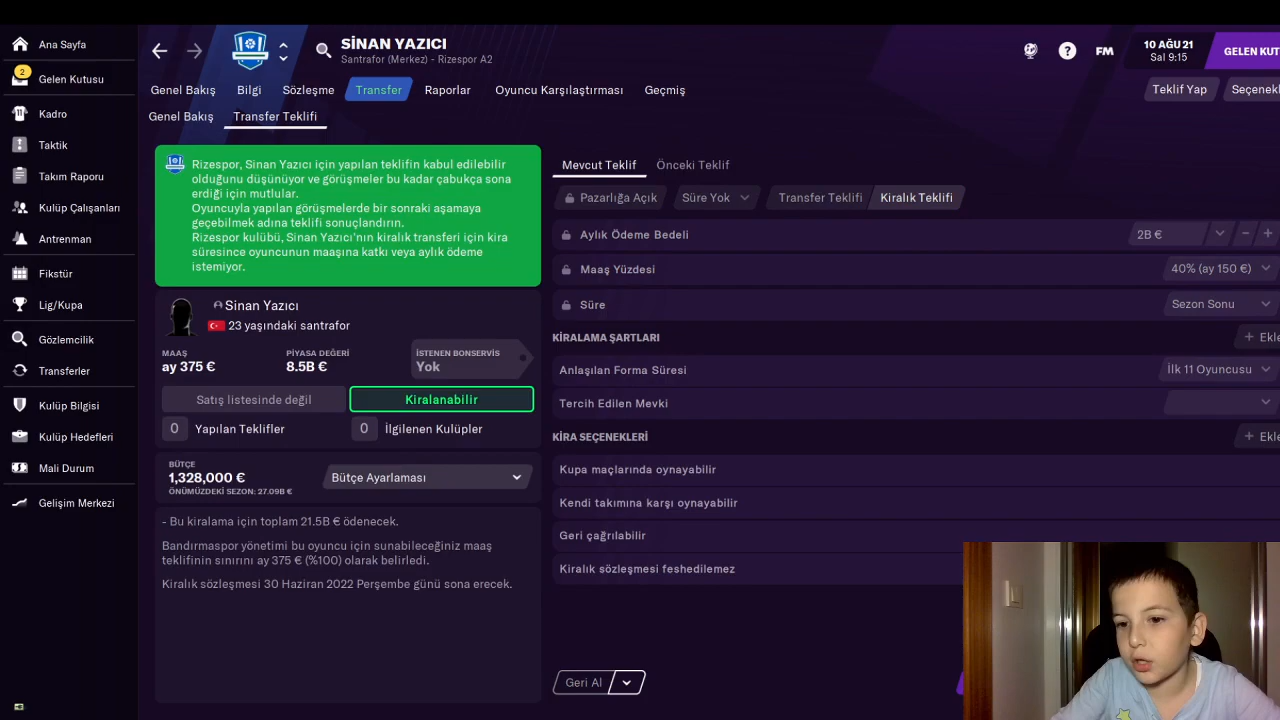 Ana Sayfa
2
Gelen Kutusu
Kadro
Taktik
Takım Raporu
Kulüp Çalışanları
Antrenman
Fikstür
Lig/Kupa
Gözlemcilik
Transferler
Kulüp Bilgisi
Kulüp Hedefleri
Mali Durum
Gelişim Merkezi
SİNAN YAZICI
Santrafor (Merkez) - Rizespor A2
FM
10 AĞU 21
Sal 9:15
GELEN KUT
Genel Bakış Bilgi Sözleşme Transfer Raporlar Oyuncu Karşılaştırması Geçmiş
Teklif Yap Seçenekl
Genel Bakış Transfer Teklifi
Rizespor, Sinan Yazıcı için yapılan teklifin kabul edilebilir
olduğunu düşünüyor ve görüşmeler bu kadar çabukça sona
erdiği için mutlular.
Oyuncuyla yapılan görüşmelerde bir sonraki aşamaya
geçebilmek adına teklifi sonuçlandırın.
Rizespor kulübü, Sinan Yazıcı'nın kiralık transferi için kira
süresince oyuncunun maaşına katkı veya aylık ödeme
istemiyor.
Sinan Yazıcı
23 yaşındaki santrafor
MAAŞ
ay 375 €
PİYASA DEĞERİ
8.5B €
İSTENEN BONSERVİS
Yok
Satış listesinde değil
Kiralanabilir
0 Yapılan Teklifler
0 İlgilenen Kulüpler
BÜTÇE
1,328,000 €
ÖNÜMÜZDEKİ SEZON: 27.09B €
Bütçe Ayarlaması
- Bu kiralama için toplam 21.5B € ödenecek.
Bandırmaspor yönetimi bu oyuncu için sunabileceğiniz maaş
teklifinin sınırını ay 375 € (%100) olarak belirledi.
Kiralık sözleşmesi 30 Haziran 2022 Perşembe günü sona erecek.
Mevcut Teklif Önceki Teklif
Pazarlığa Açık Süre Yok Transfer Teklifi Kiralık Teklifi
Aylık Ödeme Bedeli 2B €
Maaş Yüzdesi 40% (ay 150 €)
Süre Sezon Sonu
KİRALAMA ŞARTLARI + Ekle
Anlaşılan Forma Süresi İlk 11 Oyuncusu
Tercih Edilen Mevki
KİRA SEÇENEKLERİ + Ekle
Kupa maçlarında oynayabilir
Kendi takımına karşı oynayabilir
Geri çağrılabilir
Kiralık sözleşmesi feshedilemez
Geri Al